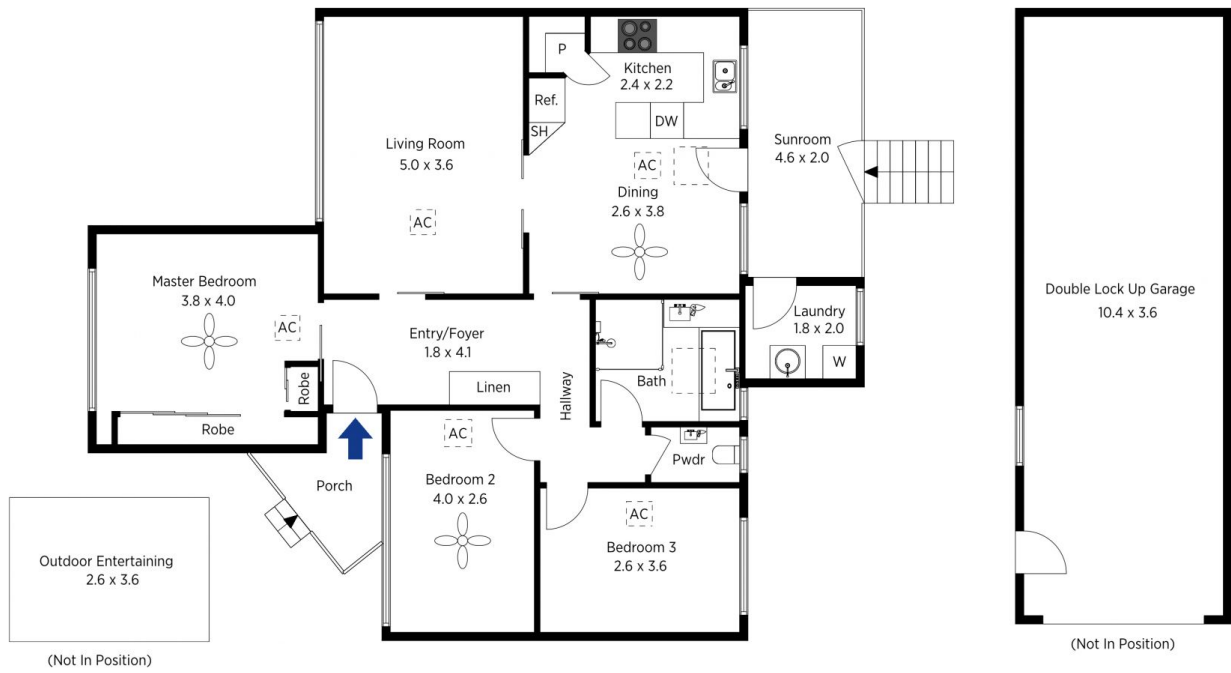 P
Kitchen
2.4 x 2.2
Ref.
SH
DW
Living Room
5.0 x 3.6
AC
AC
Dining
2.6 x 3.8
Sunroom
4.6 x 2.0
Master Bedroom
3.8 x 4.0
AC
Robe
Robe
Entry/Foyer
1.8 x 4.1
Linen
Hallway
Bath
Laundry
1.8 x 2.0
W
Pwdr
Porch
AC
Bedroom 2
4.0 x 2.6
AC
Bedroom 3
2.6 x 3.6
Outdoor Entertaining
2.6 x 3.6
(Not In Position)
Double Lock Up Garage
10.4 x 3.6
(Not In Position)